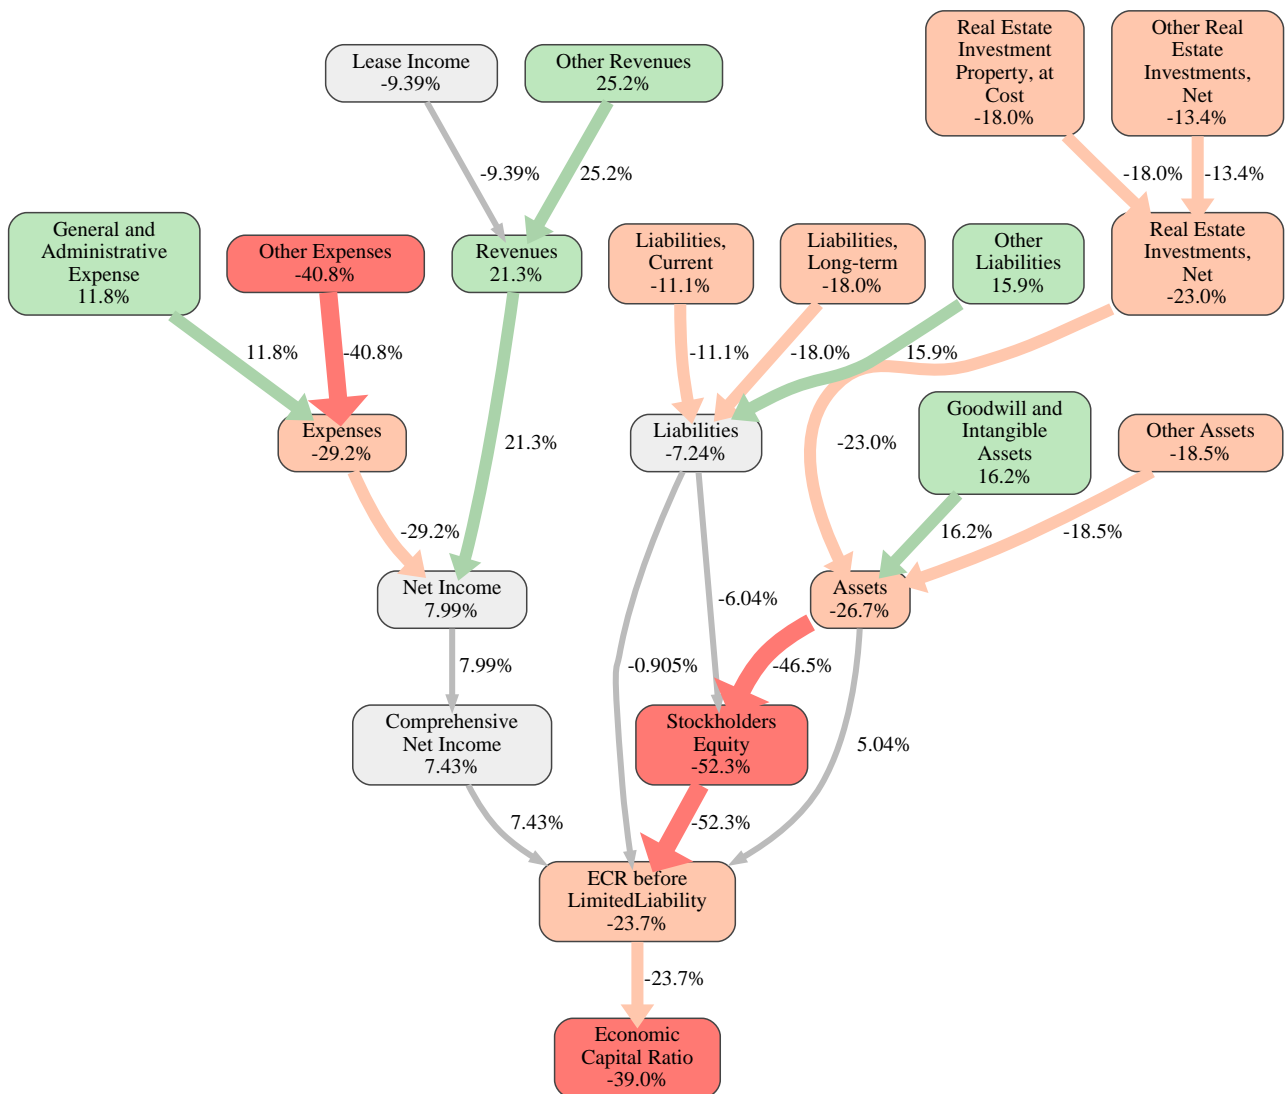 Real Estate
Investment
Property, at
Cost
-18.0%
Other Real
Estate
Investments,
Net
-13.4%
Lease Income
-9.39%
Other Revenues
25.2%
-9.39%
25.2%
-18.0%
-13.4%
General and
Administrative
Expense
11.8%
Other Expenses
-40.8%
Revenues
21.3%
Liabilities,
Current
-11.1%
Liabilities,
Long-term
-18.0%
Other
Liabilities
15.9%
Real Estate
Investments,
Net
-23.0%
11.8%
-40.8%
-11.1%
-18.0%
15.9%
Expenses
-29.2%
21.3%
Liabilities
-7.24%
-23.0%
Goodwill and
Intangible
Assets
16.2%
Other Assets
-18.5%
-29.2%
16.2%
-18.5%
Net Income
7.99%
-6.04%
Assets
-26.7%
7.99%
-0.905%
-46.5%
Comprehensive
Net Income
7.43%
Stockholders
Equity
-52.3%
5.04%
7.43%
-52.3%
ECR before
LimitedLiability
-23.7%
-23.7%
Economic
Capital Ratio
-39.0%